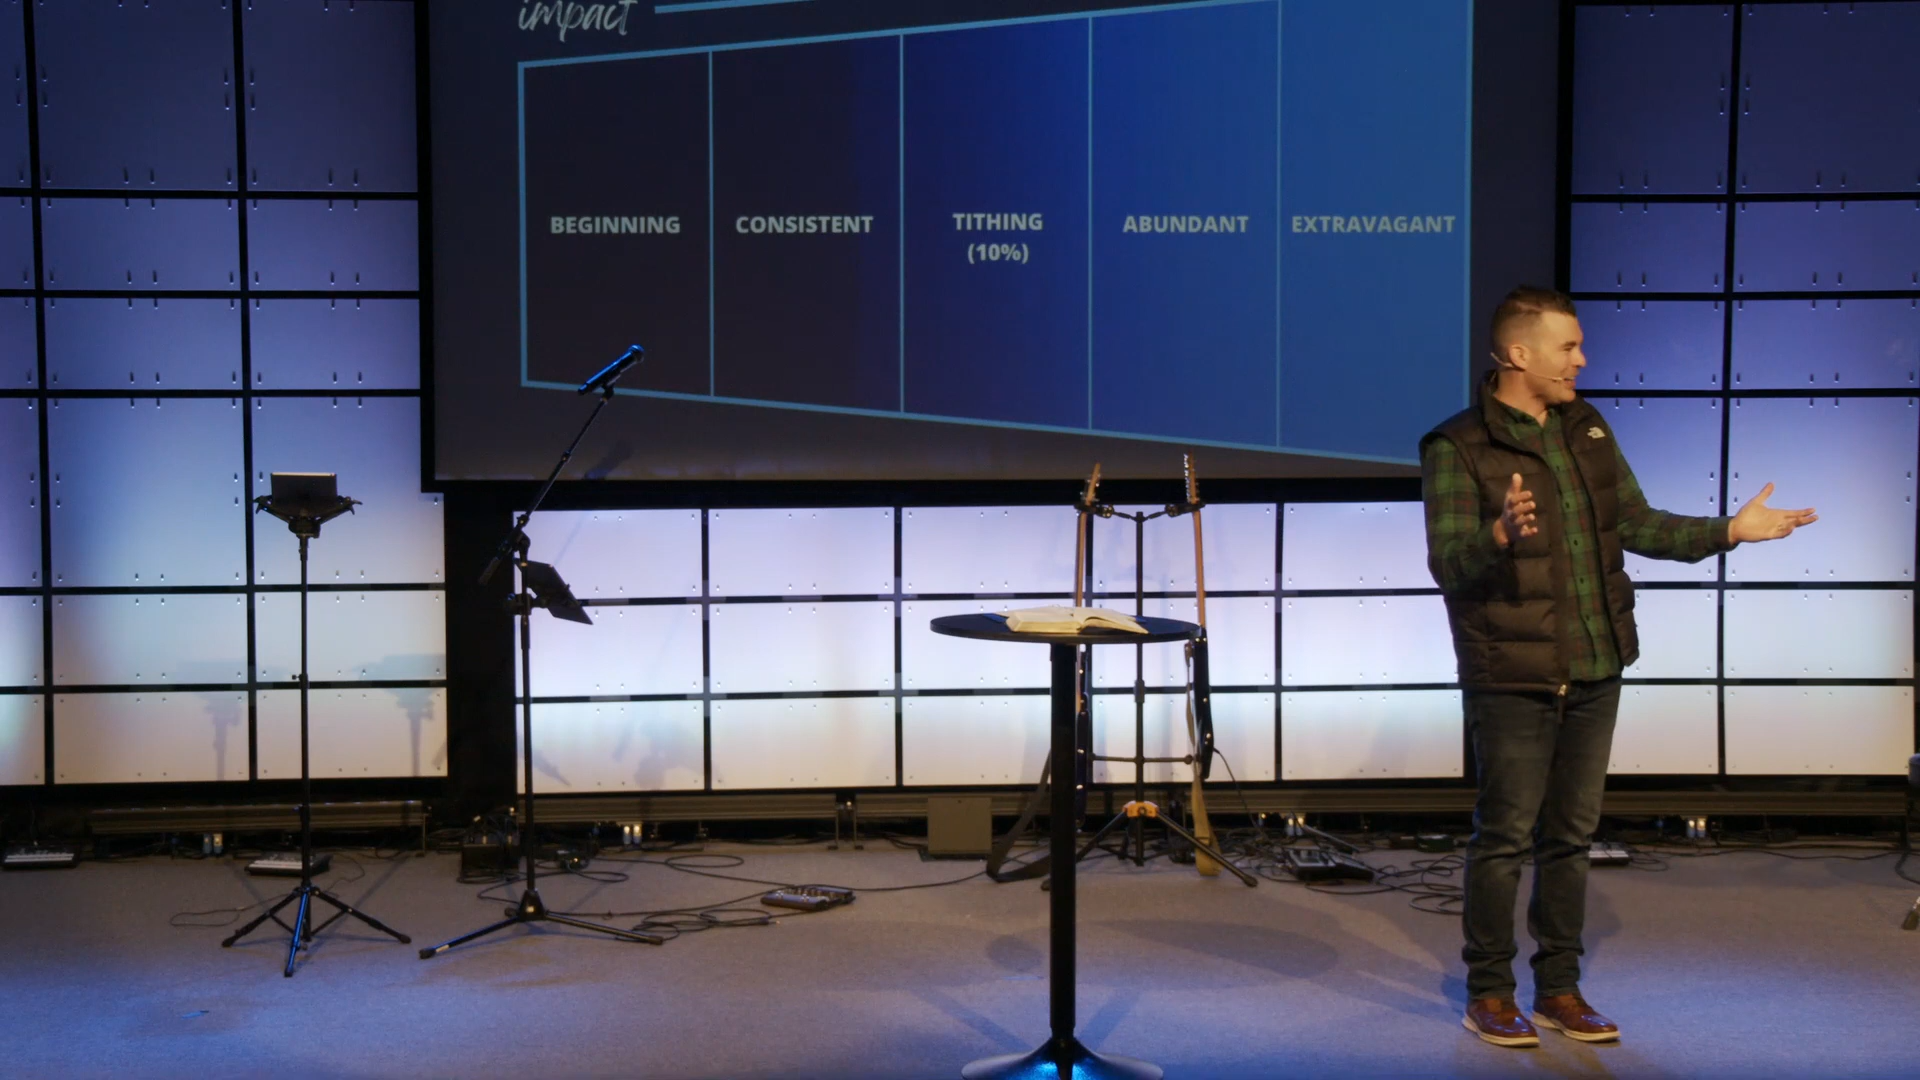 impact
BEGINNING
CONSISTENT
TITHING
(10%)
ABUNDANT
EXTRAVAGANT